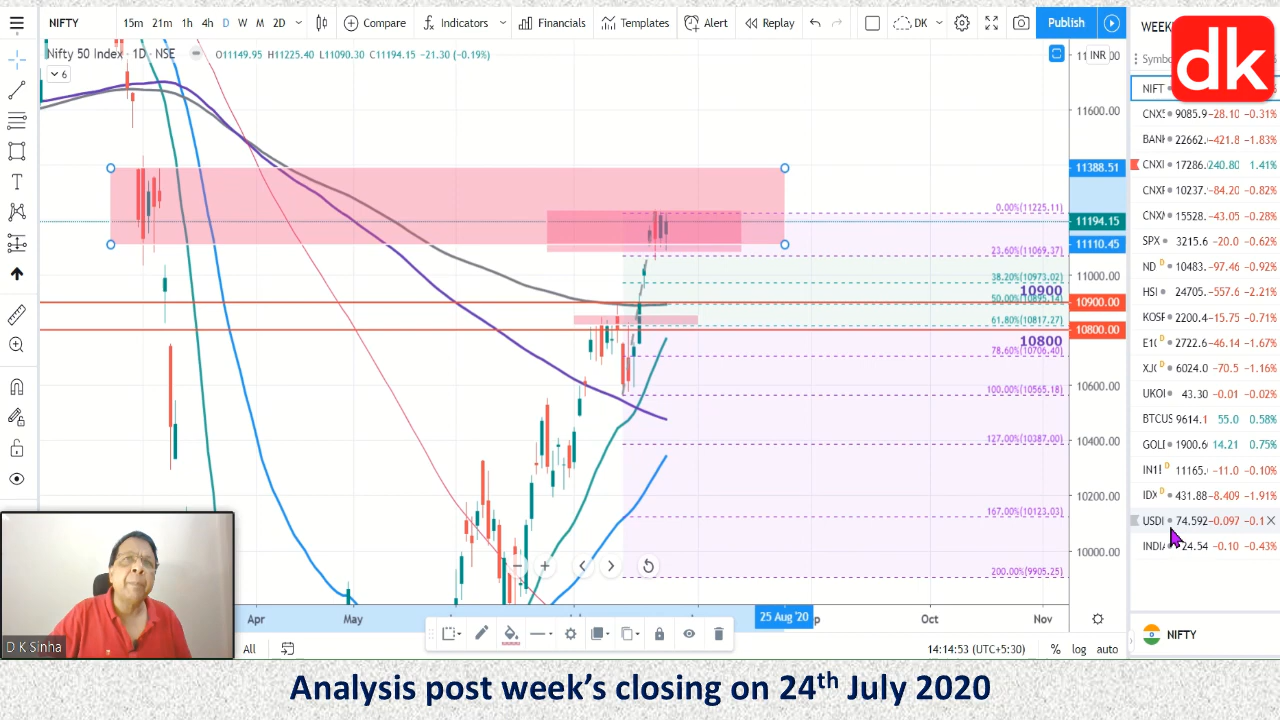 NIFTY 15m 21m 1h 4h D W M 2D Compare Indicators Financials Templates Alert Replay DK Publish
WEEK
dk
Nifty 50 Index · 1D · NSE O11149.95 H11225.40 L11090.30 C11194.15 -21.30 (-0.19%)
6
INR
11600.00
11388.51
0.00%(11225.11)
11194.15
11110.45
23.60%(11069.37)
11000.00
38.20%(10973.02)
10900
50.00%(10895.14)
10900.00
61.80%(10817.27)
10800.00
10800
78.60%(10706.40)
10600.00
100.00%(10565.18)
127.00%(10387.00)
10400.00
10200.00
167.00%(10123.03)
10000.00
200.00%(9905.25)
Apr May 25 Aug '20 Oct Nov
All 14:14:53 (UTC+5:30) % log auto
Symbo
NIFT
CNX 9085.9 -28.10 -0.31%
BAN 22662. -421.8 -1.83%
CNX 17286. 240.80 1.41%
CNXF 10237. -84.20 -0.82%
CNX 15528. -43.05 -0.28%
SPX 3215.6 -20.0 -0.62%
ND D 10483. -97.46 -0.92%
HSI 24705. -557.6 -2.21%
KOSF 2200.4 -15.75 -0.71%
E1 D 2722.6 -46.14 -1.67%
XJ D 6024.0 -70.5 -1.16%
UKO 43.30 -0.01 -0.02%
BTCUS 9614.1 55.0 0.58%
GOL 1900.6 14.21 0.75%
IN1 D 11165. -11.0 -0.10%
IDX D 431.88 -8.409 -1.91%
USD 74.592 -0.097 -0.1
INDI 24.54 -0.10 -0.43%
NIFTY
D K Sinha
Analysis post week's closing on 24th July 2020